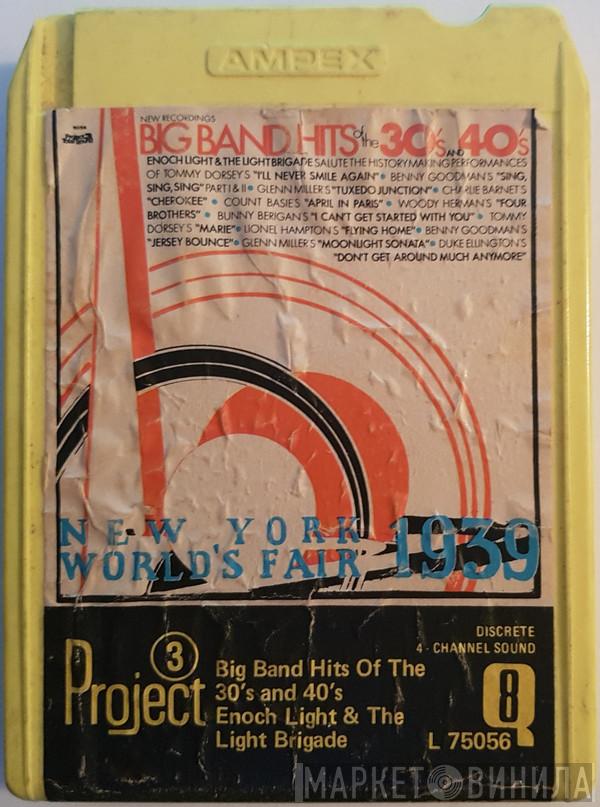 AMPEX
NEW RECORDINGS
BIG BAND HITS of the 30's AND 40's
ENOCH LIGHT & THE LIGHT BRIGADE SALUTE THE HISTORY MAKING PERFORMANCES
OF TOMMY DORSEY'S "I'LL NEVER SMILE AGAIN" • BENNY GOODMAN'S "SING,
SING, SING" PART I & II • GLENN MILLER'S "TUXEDO JUNCTION" • CHARLIE BARNET'S
"CHEROKEE" • COUNT BASIE'S "APRIL IN PARIS" • WOODY HERMAN'S "FOUR
BROTHERS" • BUNNY BERIGAN'S "I CAN'T GET STARTED WITH YOU" • TOMMY
DORSEY'S "MARIE" • LIONEL HAMPTON'S "FLYING HOME" • BENNY GOODMAN'S
"JERSEY BOUNCE" • GLENN MILLER'S "MOONLIGHT SONATA" • DUKE ELLINGTON'S
"DON'T GET AROUND MUCH ANYMORE"
NEW YORK
WORLD'S FAIR 1939
Project 3
Big Band Hits Of The
30's and 40's
Enoch Light & The
Light Brigade
DISCRETE
4-CHANNEL SOUND
Q8
L 75056
МАРКЕТ ВИНИЛА